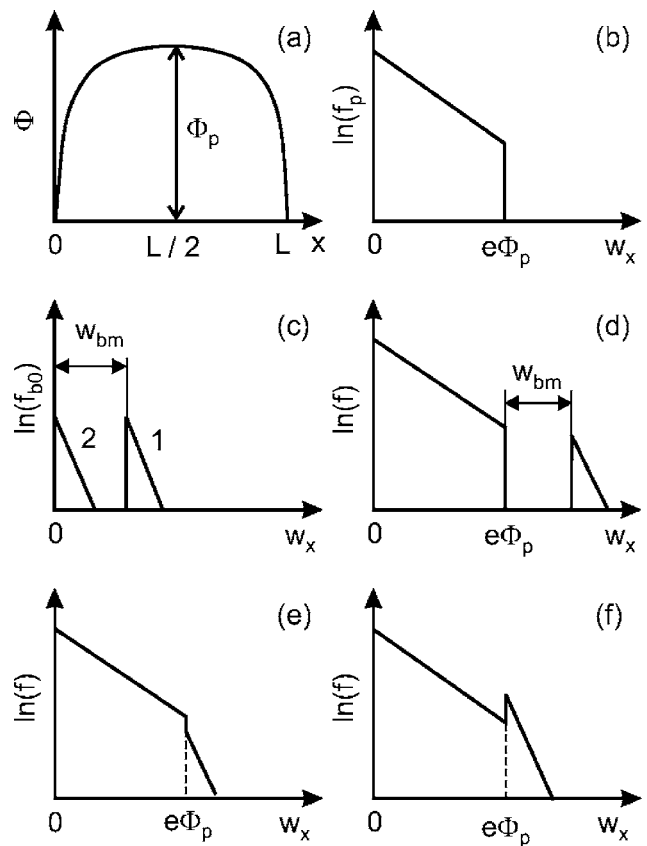 (a)
Φ
Φp
0 L / 2 L x
(b)
ln(fp)
0 eΦp wx
(c)
wbm
ln(fb0)
2 1
0 wx
(d)
wbm
ln(f)
0 eΦp wx
(e)
ln(f)
0 eΦp wx
(f)
ln(f)
0 eΦp wx